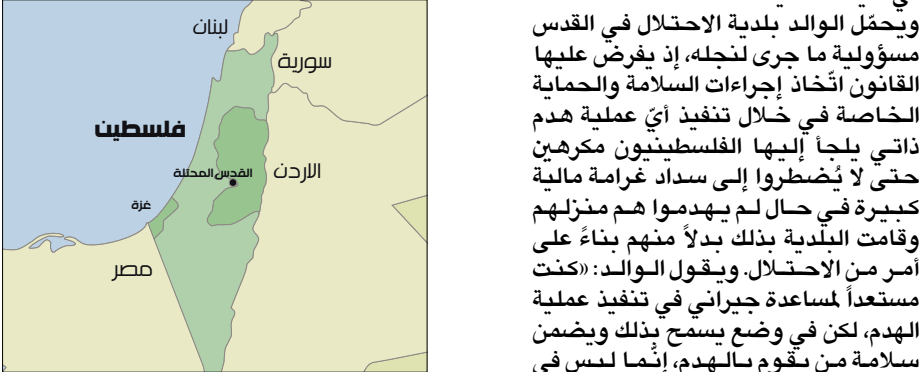 ويحمّل الوالد بلدية الاحتلال في القدس
مسؤولية ما جرى لنجله، إذ يفرض عليها
القانون اتّخاذ إجراءات السلامة والحماية
الخاصة في خلال تنفيذ أيّ عملية هدم
ذاتي يلجأ إليها الفلسطينيون مكرهين
حتى لا يُضطروا إلى سداد غرامة مالية
كبيرة في حال لم يهدموا هم منزلهم
وقامت البلدية بذلك بدلاً منهم بناءً على
أمر من الاحتلال. ويقول الوالد: «كنت
مستعداً لمساعدة جيراني في تنفيذ عملية
الهدم، لكن في وضع يسمح بذلك ويضمن
سلامة من يقوم بالهدم، إنّما ليس في
لبنان
سورية
فلسطين
القدس المحتلة
الاردن
غزة
مصر